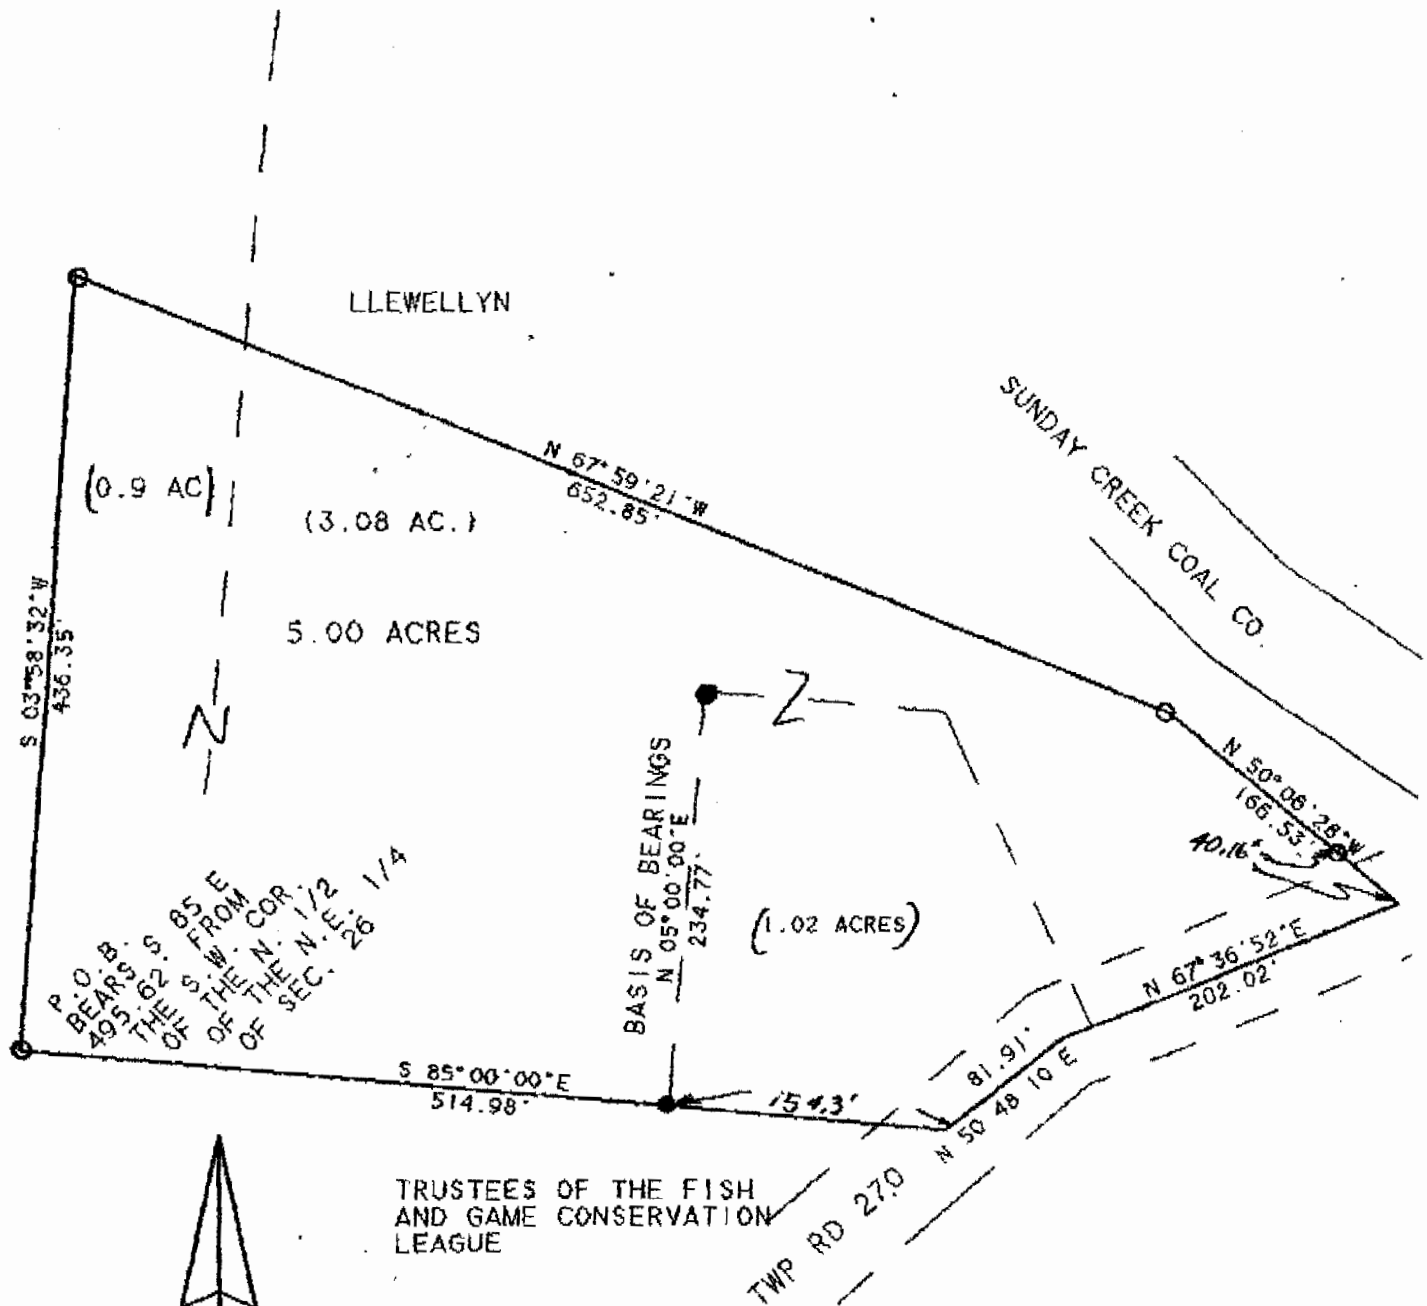 LLEWELLYN
SUNDAY CREEK COAL CO.
N 67°59'21"W
652.85'
(0.9 AC)
(3.08 AC.)
5.00 ACRES
S 03°58'32"W
436.35'
N 50°06'28"W
166.53'
40.16'
BASIS OF BEARINGS
N 05°00'00"E
234.77'
(1.02 ACRES)
P.O.B.
BEARS S. 85 E
495.62 FROM
THE S.W. COR.
OF THE N. 1/2
OF THE N.E. 1/4
OF SEC. 26
N 67°36'52"E
202.02'
81.91'
N 50 48 10 E
S 85°00'00"E
514.98'
154.3'
TRUSTEES OF THE FISH
AND GAME CONSERVATION
LEAGUE
TWP RD 270